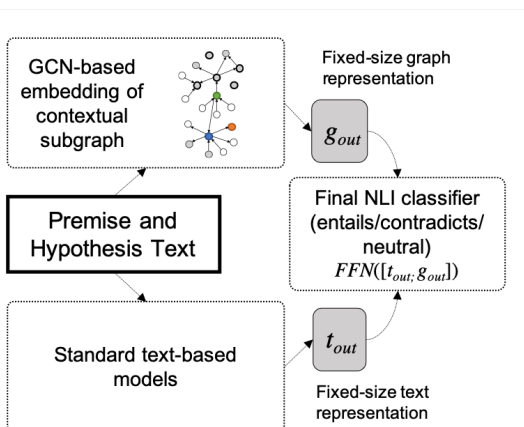 GCN-based
embedding of
contextual
subgraph
Fixed-size graph
representation
g_out
Premise and
Hypothesis Text
Final NLI classifier
(entails/contradicts/
neutral)
FFN([t_out; g_out])
Standard text-based
models
t_out
Fixed-size text
representation